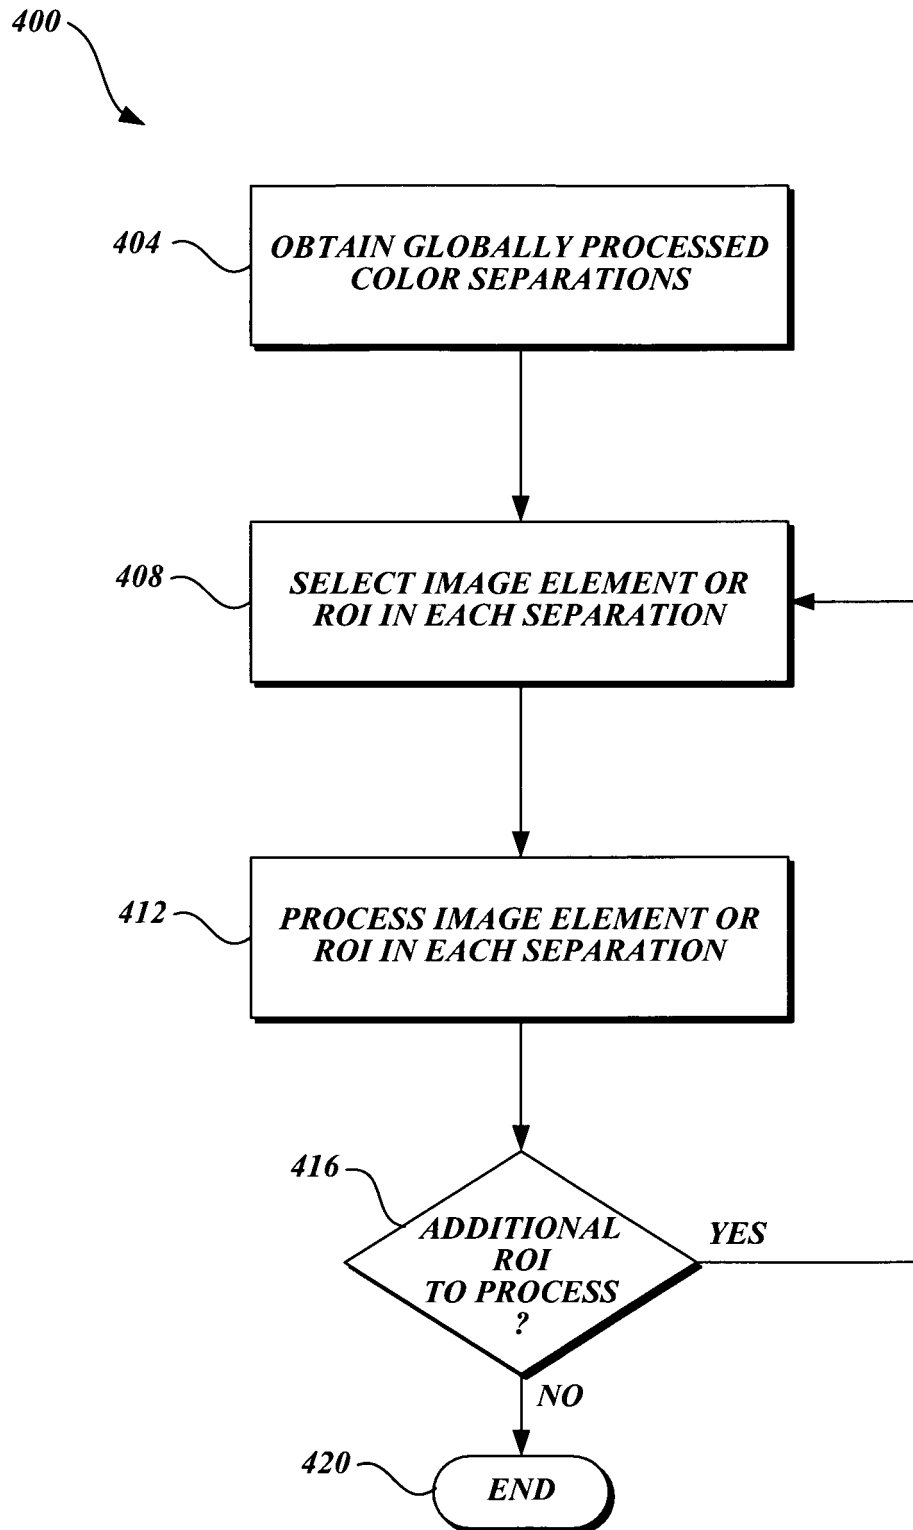 400
404
OBTAIN GLOBALLY PROCESSED
COLOR SEPARATIONS
408
SELECT IMAGE ELEMENT OR
ROI IN EACH SEPARATION
412
PROCESS IMAGE ELEMENT OR
ROI IN EACH SEPARATION
416
ADDITIONAL
ROI
TO PROCESS
?
YES
NO
420
END